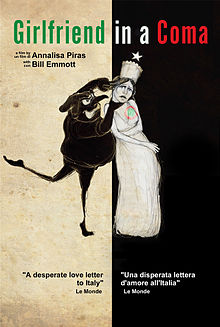 Girlfriend in a Coma
a film by
un film di
Annalisa Piras
with
con
Bill Emmott
"A desperate love letter
to Italy"
Le Monde
"Una disperata lettera
d'amore all'Italia"
Le Monde